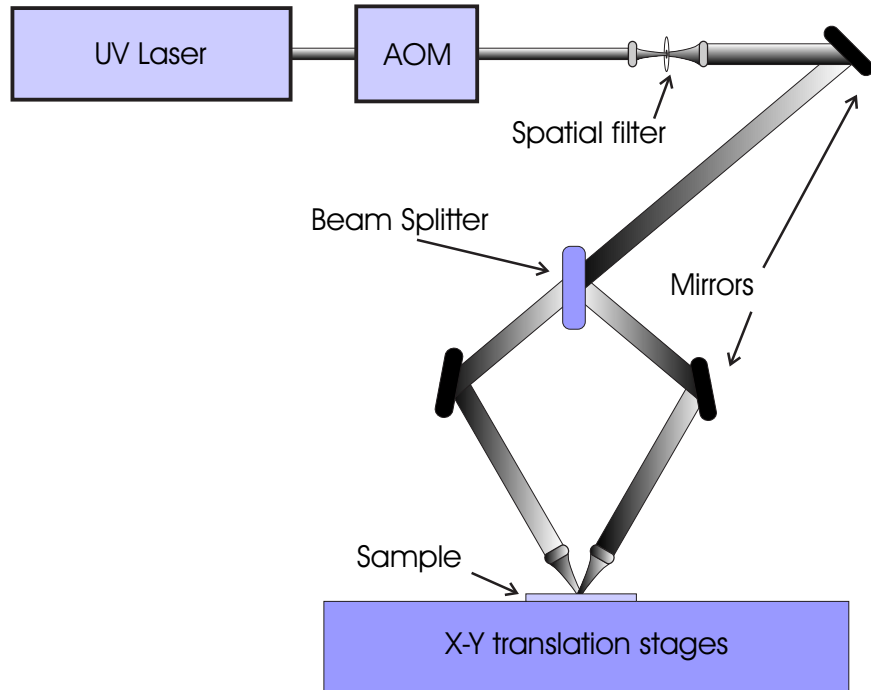 UV Laser
AOM
Spatial filter
Beam Splitter
Mirrors
Sample
X-Y translation stages